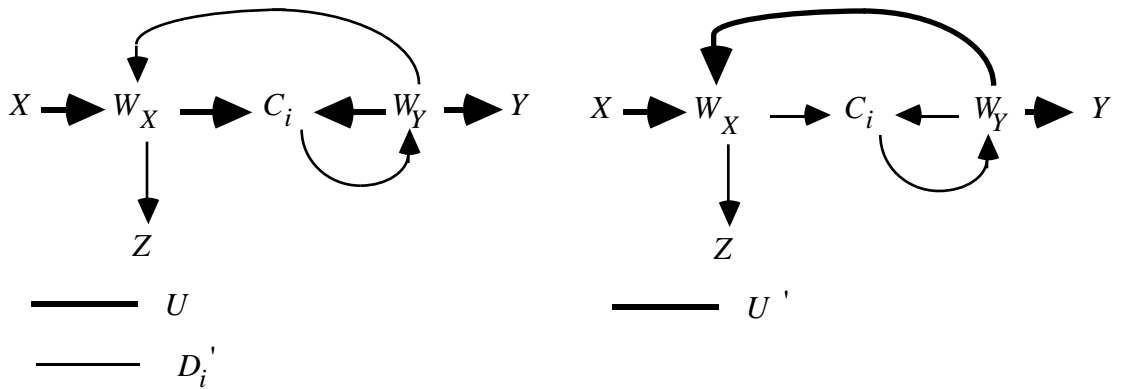 X W_X C_i W_Y Y
Z
U
D_i'
X W_X C_i W_Y Y
Z
U '